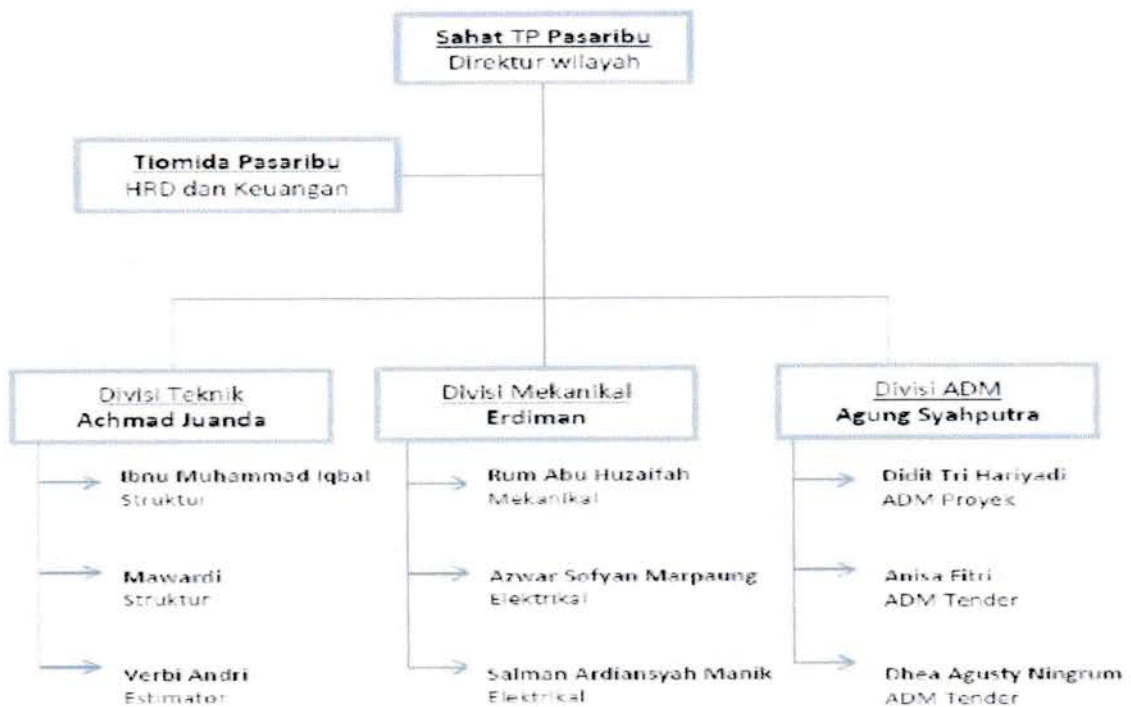 Sahat TP Pasaribu
Direktur wilayah
Tiomida Pasaribu
HRD dan Keuangan
Divisi Teknik
Achmad Juanda
Ibnu Muhammad Iqbal
Struktur
Mawardi
Struktur
Verbi Andri
Estimator
Divisi Mekanikal
Erdiman
Rum Abu Huzaifah
Mekanikal
Azwar Sofyan Marpaung
Elektrikal
Salman Ardiansyah Manik
Elektrikal
Divisi ADM
Agung Syahputra
Didit Tri Hariyadi
ADM Proyek
Anisa Fitri
ADM Tender
Dhea Agusty Ningrum
ADM Tender